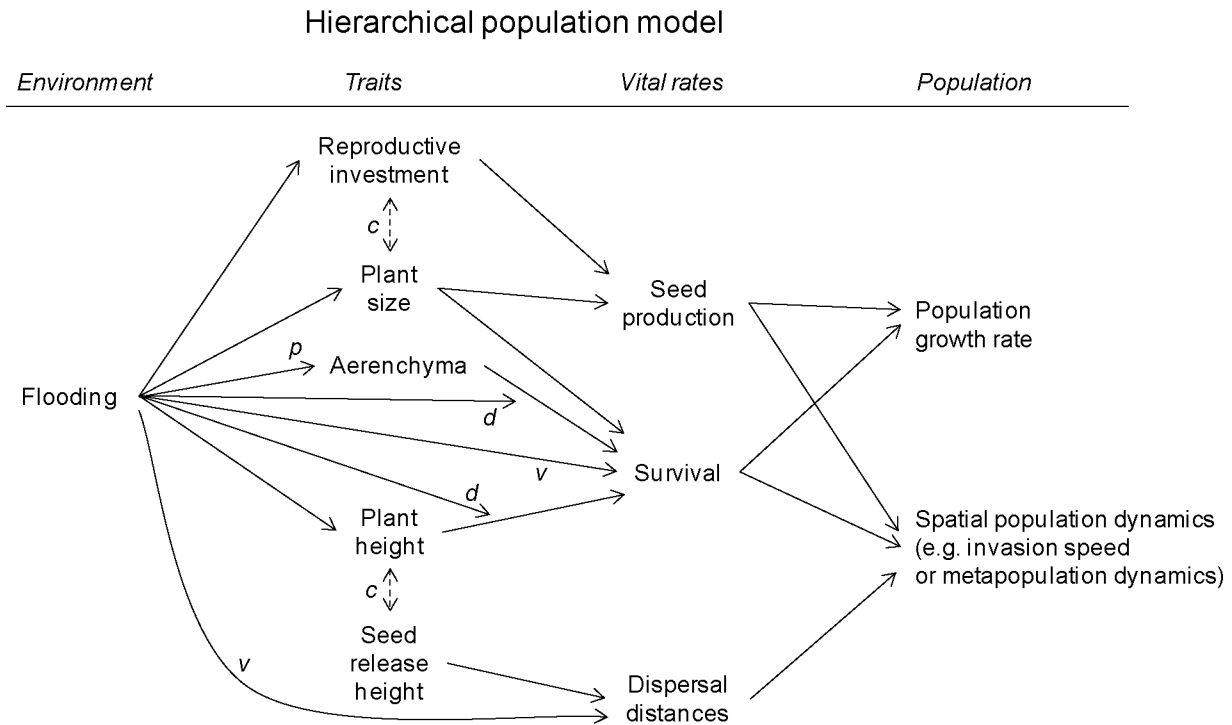 Hierarchical population model
Environment
Traits
Vital rates
Population
Reproductive
investment
c
Plant
size
Seed
production
Population
growth rate
p
Aerenchyma
Flooding
d
v
Survival
d
Plant
height
Spatial population dynamics
(e.g. invasion speed
or metapopulation dynamics)
c
Seed
release
height
v
Dispersal
distances